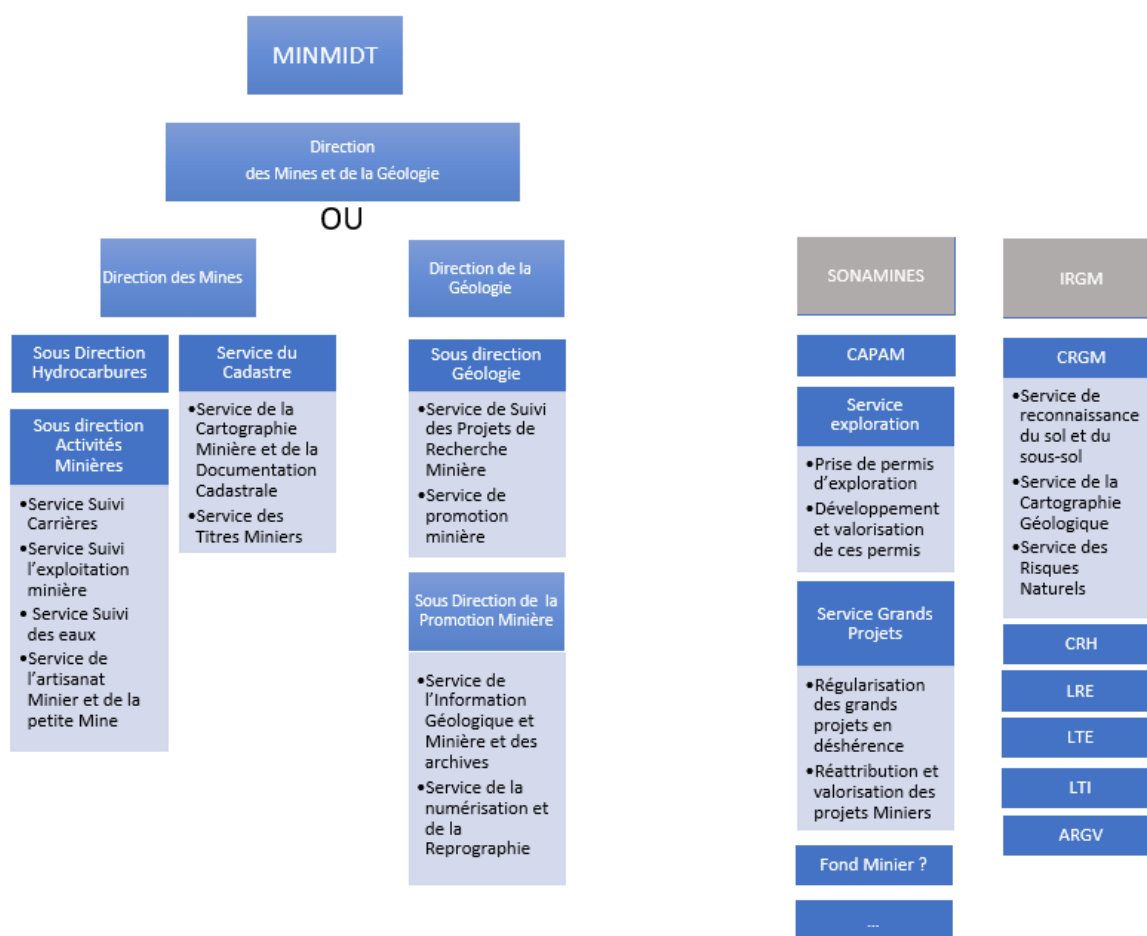 MINMIDT
Direction
des Mines et de la Géologie
OU
Direction des Mines
Sous Direction
Hydrocarbures
Sous direction
Activités
Minières
•Service Suivi
Carrières
•Service Suivi
l’exploitation
minière
• Service Suivi
des eaux
•Service de
l’artisanat
Minier et de la
petite Mine
Service du
Cadastre
•Service de la
Cartographie
Minière et de la
Documentation
Cadastrale
•Service des
Titres Miniers
Direction de la
Géologie
Sous direction
Géologie
•Service de Suivi
des Projets de
Recherche
Minière
•Service de
promotion
minière
Sous Direction de la
Promotion Minière
•Service de
l’Information
Géologique et
Minière et des
archives
•Service de la
numérisation et
de la
Reprographie
SONAMINES
CAPAM
Service
exploration
•Prise de permis
d’exploration
•Développement
et valorisation
de ces permis
Service Grands
Projets
•Régularisation
des grands
projets en
déshérence
•Réattribution et
valorisation des
projets Miniers
Fond Minier ?
...
IRGM
CRGM
•Service de
reconnaissance
du sol et du
sous-sol
•Service de la
Cartographie
Géologique
•Service des
Risques
Naturels
CRH
LRE
LTE
LTI
ARGV